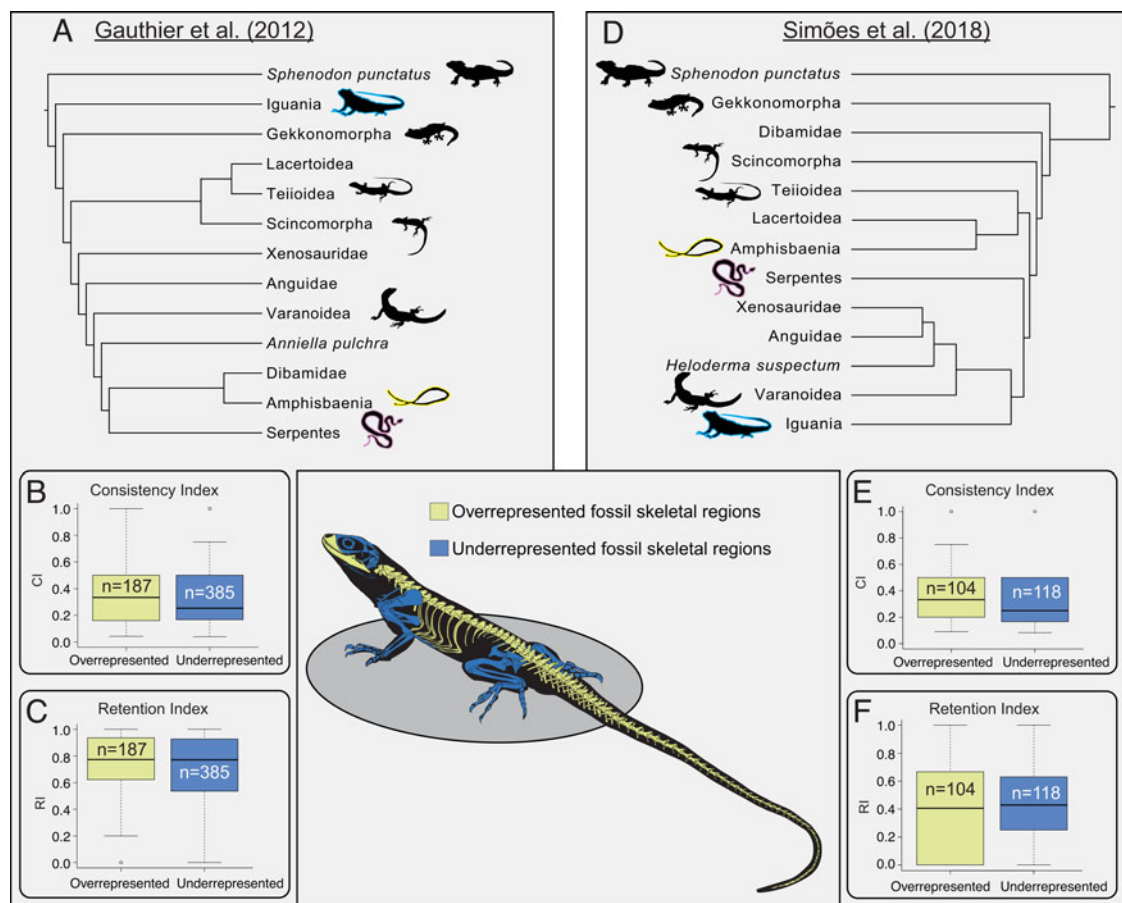 A Gauthier et al. (2012)
Sphenodon punctatus
Iguania
Gekkonomorpha
Lacertoidea
Teiioidea
Scincomorpha
Xenosauridae
Anguidae
Varanoidea
Anniella pulchra
Dibamidae
Amphisbaenia
Serpentes
D Simões et al. (2018)
Sphenodon punctatus
Gekkonomorpha
Dibamidae
Scincomorpha
Teiioidea
Lacertoidea
Amphisbaenia
Serpentes
Xenosauridae
Anguidae
Heloderma suspectum
Varanoidea
Iguania
B Consistency Index
CI
1.0
0.8
0.6
0.4
0.2
0.0
n=187
n=385
Overrepresented Underrepresented
C Retention Index
RI
1.0
0.8
0.6
0.4
0.2
0.0
n=187
n=385
Overrepresented Underrepresented
Overrepresented fossil skeletal regions
Underrepresented fossil skeletal regions
E Consistency Index
CI
1.0
0.8
0.6
0.4
0.2
0.0
n=104
n=118
Overrepresented Underrepresented
F Retention Index
RI
1.0
0.8
0.6
0.4
0.2
0.0
n=104
n=118
Overrepresented Underrepresented